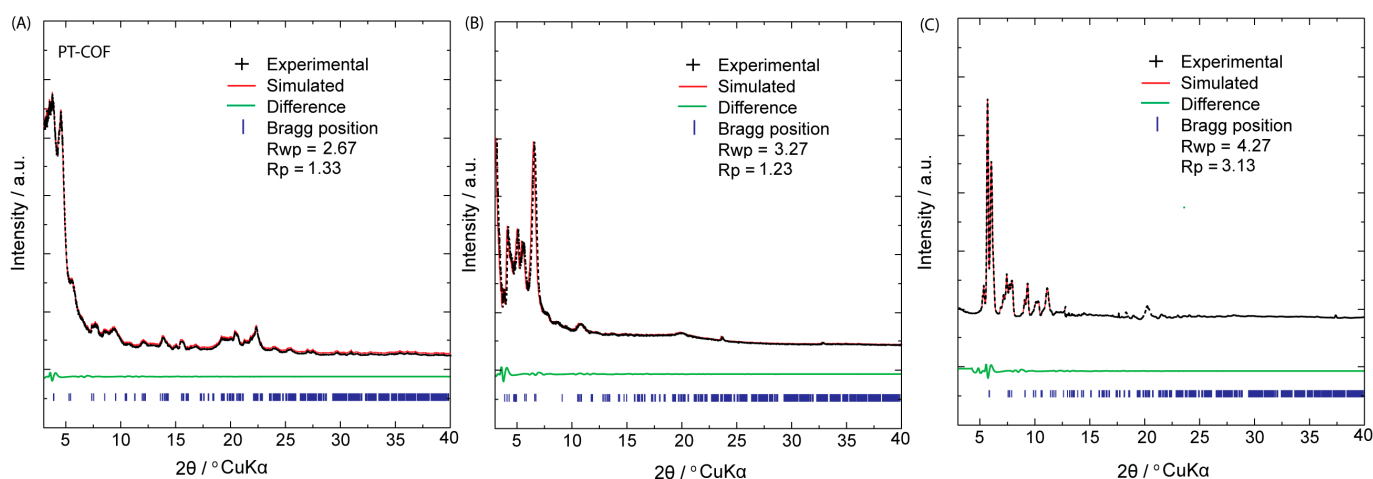 (A)
PT-COF
Experimental
Simulated
Difference
Bragg position
Rwp = 2.67
Rp = 1.33
Intensity / a.u.
5 10 15 20 25 30 35 40
2θ / ° CuKα
(B)
Experimental
Simulated
Difference
Bragg position
Rwp = 3.27
Rp = 1.23
Intensity / a.u.
5 10 15 20 25 30 35 40
2θ / ° CuKα
(C)
Experimental
Simulated
Difference
Bragg position
Rwp = 4.27
Rp = 3.13
Intensity / a.u.
5 10 15 20 25 30 35 40
2θ / ° CuKα